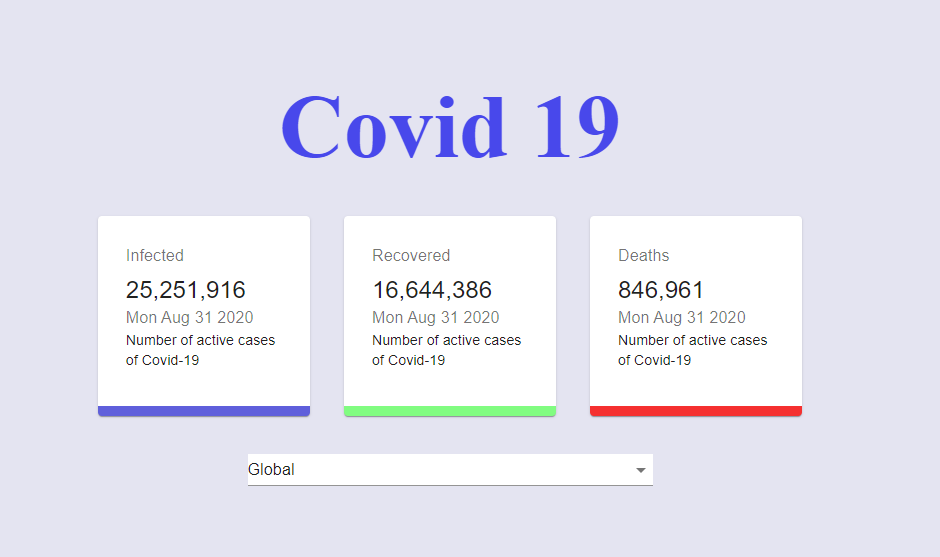 Covid 19
Infected
25,251,916
Mon Aug 31 2020
Number of active cases
of Covid-19
Recovered
16,644,386
Mon Aug 31 2020
Number of active cases
of Covid-19
Deaths
846,961
Mon Aug 31 2020
Number of active cases
of Covid-19
Global